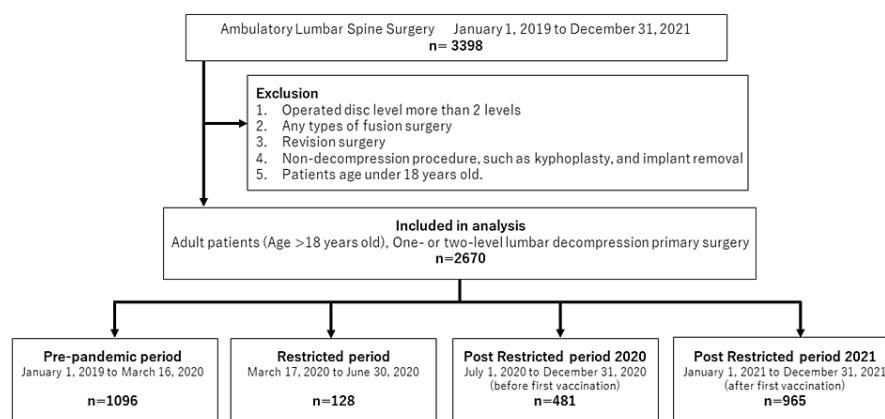 Ambulatory Lumbar Spine Surgery January 1, 2019 to December 31, 2021
n= 3398
Exclusion
1. Operated disc level more than 2 levels
2. Any types of fusion surgery
3. Revision surgery
4. Non-decompression procedure, such as kyphoplasty, and implant removal
5. Patients age under 18 years old.
Included in analysis
Adult patients (Age >18 years old), One- or two-level lumbar decompression primary surgery
n=2670
Pre-pandemic period
January 1, 2019 to March 16, 2020
n=1096
Restricted period
March 17, 2020 to June 30, 2020
n=128
Post Restricted period 2020
July 1, 2020 to December 31, 2020
(before first vaccination)
n=481
Post Restricted period 2021
January 1, 2021 to December 31, 2021
(after first vaccination)
n=965